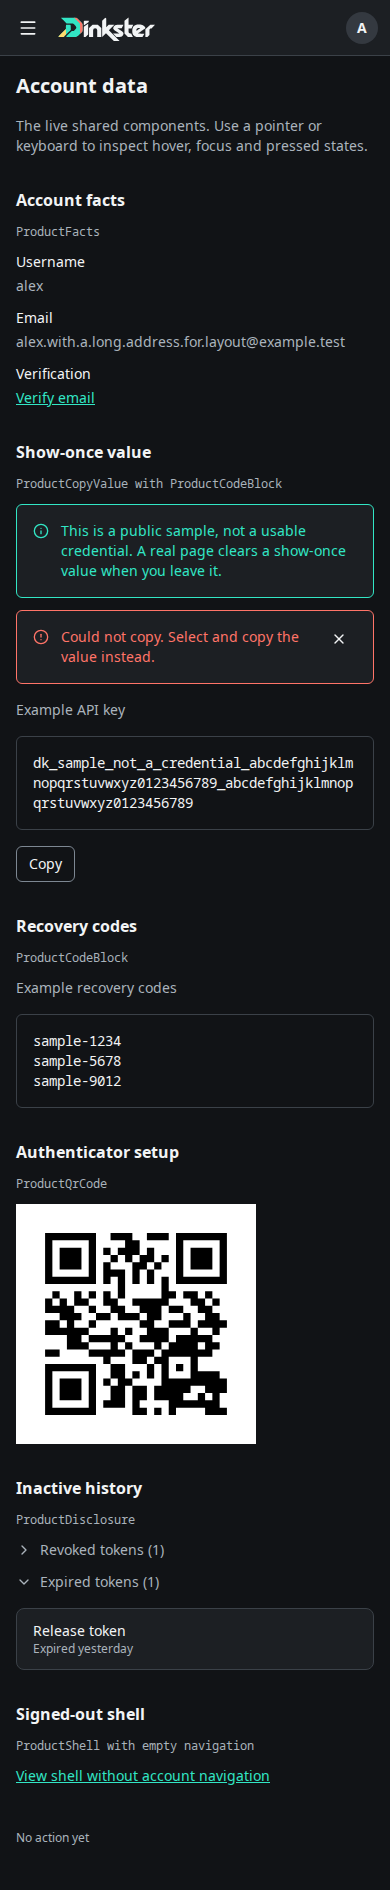 Dinkster
A
Account data
The live shared components. Use a pointer or
keyboard to inspect hover, focus and pressed states.
Account facts
ProductFacts
Username
alex
Email
alex.with.a.long.address.for.layout@example.test
Verification
Verify email
Show-once value
ProductCopyValue with ProductCodeBlock
This is a public sample, not a usable
credential. A real page clears a show-once
value when you leave it.
Could not copy. Select and copy the
value instead.
Example API key
dk_sample_not_a_credential_abcdefghijklm
nopqrstuvwxyz0123456789_abcdefghijklmnop
qrstuvwxyz0123456789
Copy
Recovery codes
ProductCodeBlock
Example recovery codes
sample-1234
sample-5678
sample-9012
Authenticator setup
ProductQrCode
Inactive history
ProductDisclosure
Revoked tokens (1)
Expired tokens (1)
Release token
Expired yesterday
Signed-out shell
ProductShell with empty navigation
View shell without account navigation
No action yet